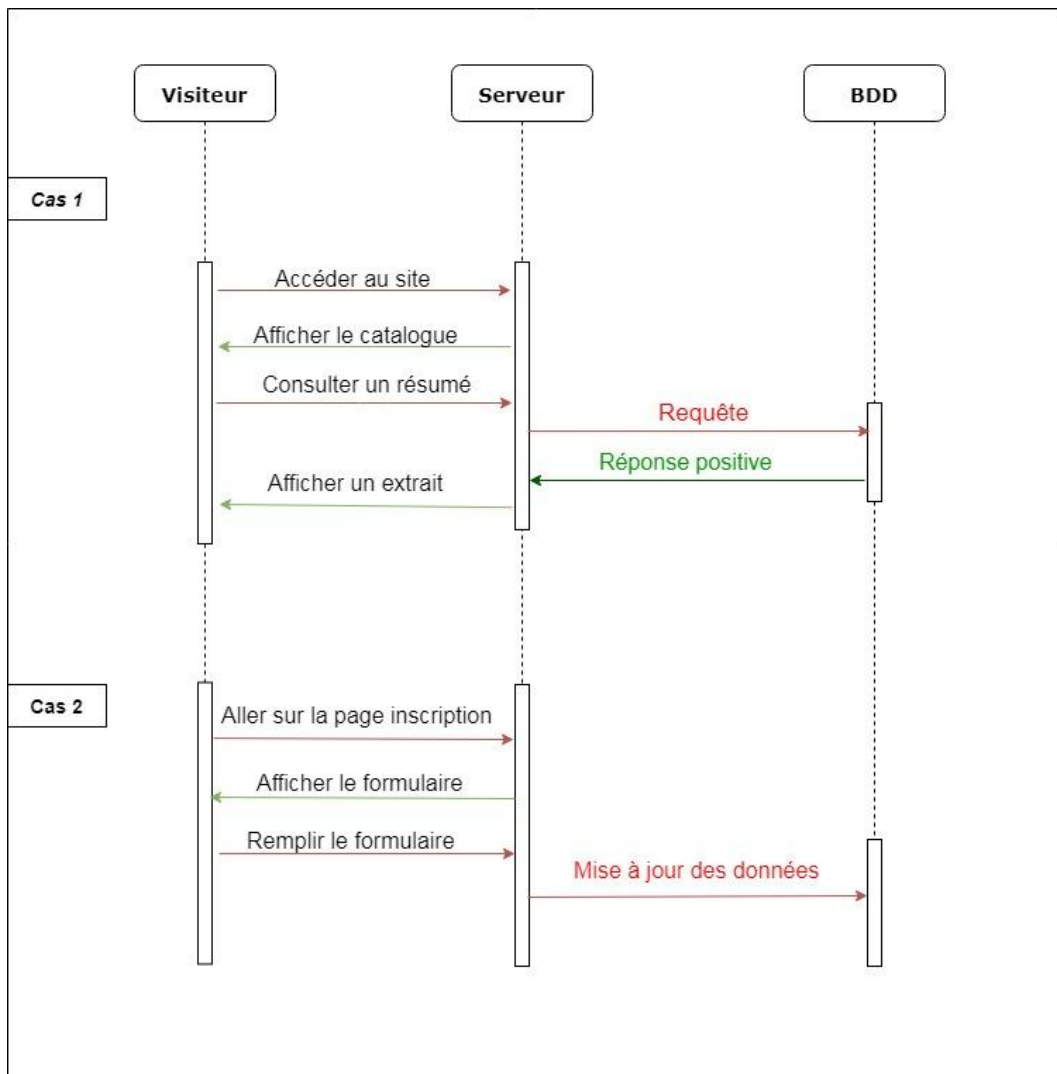 Visiteur
Serveur
BDD
Cas 1
Accéder au site
Afficher le catalogue
Consulter un résumé
Requête
Réponse positive
Afficher un extrait
Cas 2
Aller sur la page inscription
Afficher le formulaire
Remplir le formulaire
Mise à jour des données